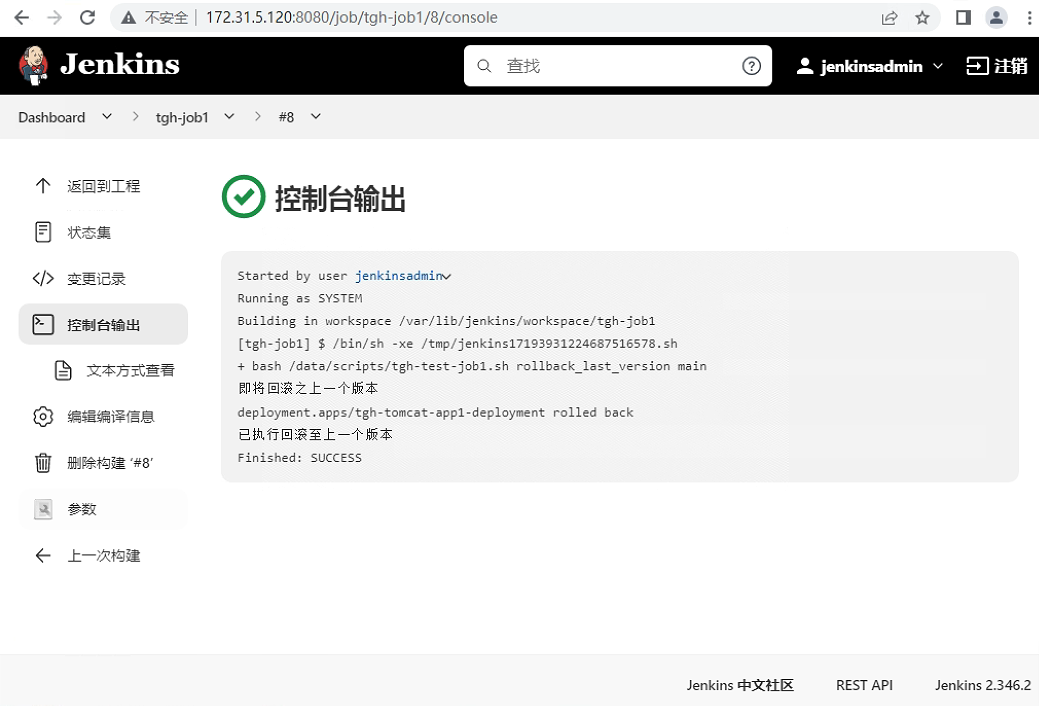 不安全 172.31.5.120:8080/job/tgh-job1/8/console
Jenkins
查找
jenkinsadmin
注销
Dashboard
tgh-job1
#8
返回到工程
状态集
变更记录
控制台输出
文本方式查看
编辑编译信息
删除构建 ‘#8’
参数
上一次构建
控制台输出
Started by user jenkinsadmin
Running as SYSTEM
Building in workspace /var/lib/jenkins/workspace/tgh-job1
[tgh-job1] $ /bin/sh -xe /tmp/jenkins17193931224687516578.sh
+ bash /data/scripts/tgh-test-job1.sh rollback_last_version main
即将回滚之上一个版本
deployment.apps/tgh-tomcat-app1-deployment rolled back
已执行回滚至上一个版本
Finished: SUCCESS
Jenkins 中文社区
REST API
Jenkins 2.346.2